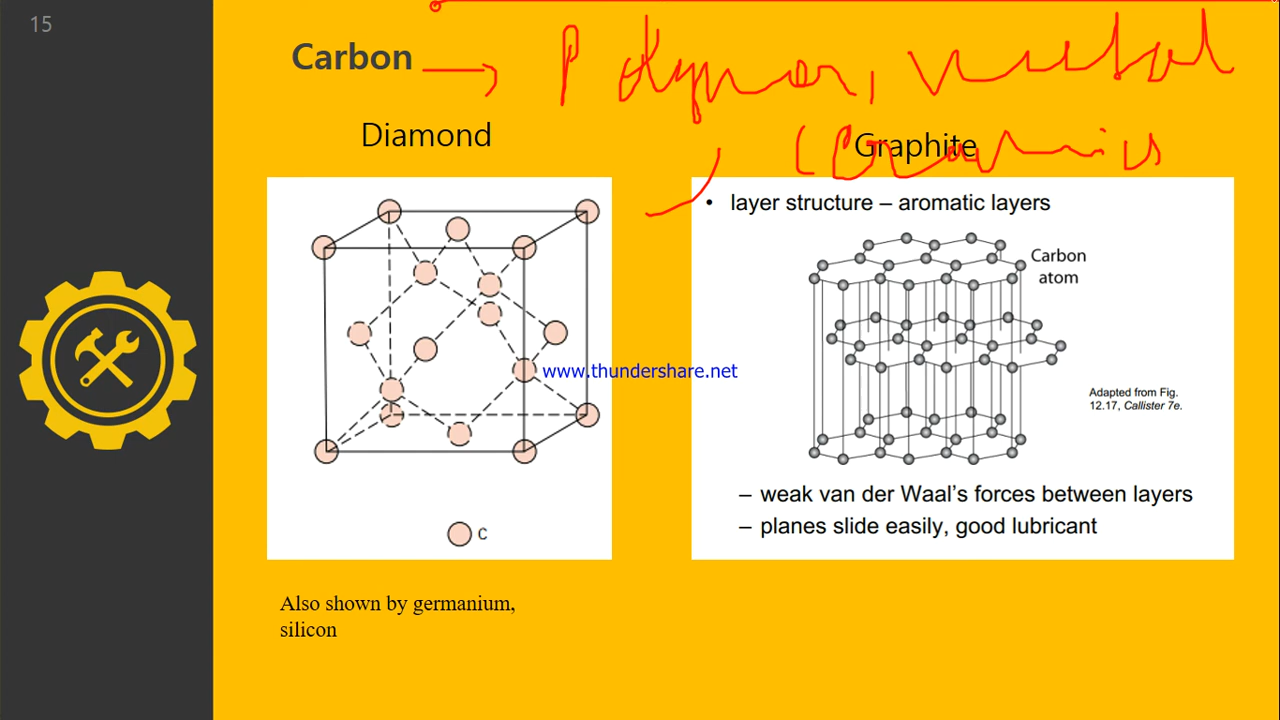 15
Carbon → Polymer, metal
, Ceramics
Diamond
Graphite
• layer structure – aromatic layers
Carbon
atom
www.thundershare.net
Adapted from Fig.
12.17, Callister 7e.
– weak van der Waal's forces between layers
– planes slide easily, good lubricant
C
Also shown by germanium,
silicon